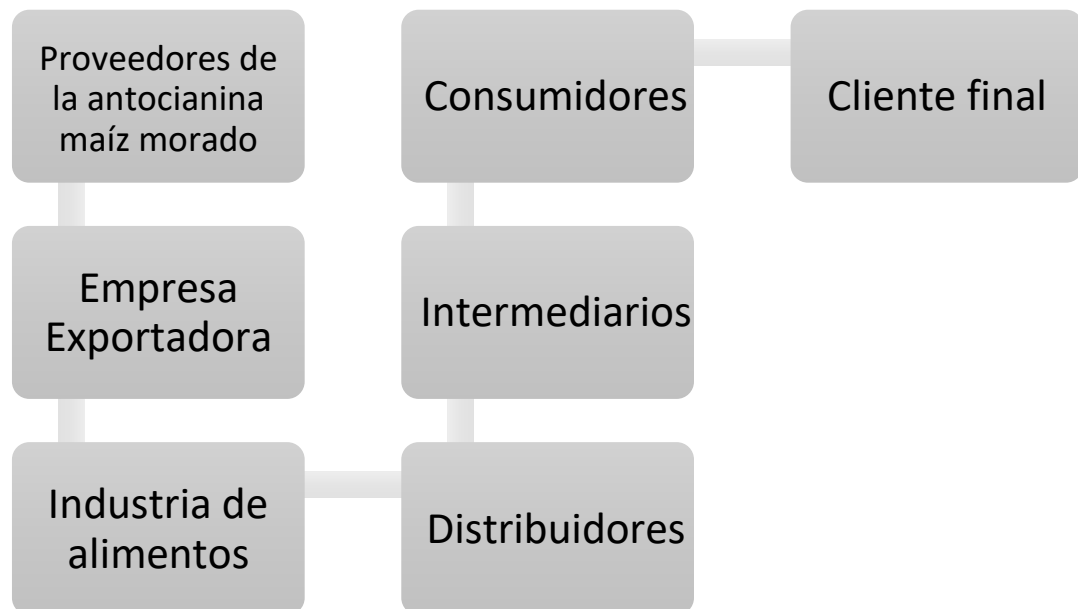 Proveedores de
la antocianina
maíz morado
Empresa
Exportadora
Industria de
alimentos
Distribuidores
Intermediarios
Consumidores
Cliente final